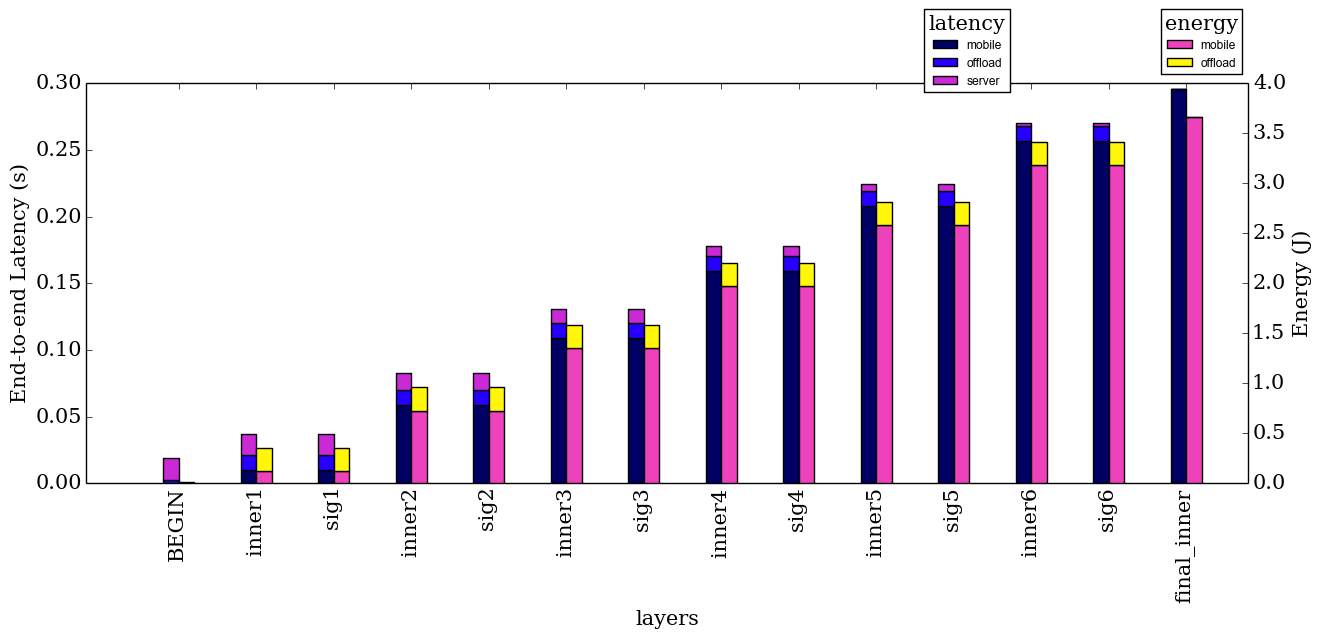 latency
mobile
offload
server
energy
mobile
offload
0.30
0.25
0.20
0.15
0.10
0.05
0.00
End-to-end Latency (s)
4.0
3.5
3.0
2.5
2.0
1.5
1.0
0.5
0.0
Energy (J)
BEGIN
inner1
sig1
inner2
sig2
inner3
sig3
inner4
sig4
inner5
sig5
inner6
sig6
final_inner
layers